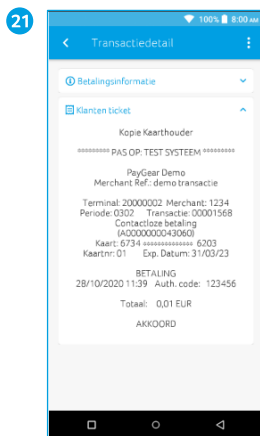 21
100% 8:00 AM
Transactiedetail
Betalingsinformatie
Klanten ticket
Kopie Kaarthouder
********* PAS OP: TEST SYSTEEM *********
PayGear Demo
Merchant Ref.: demo transactie
Terminal: 20000002 Merchant: 1234
Periode: 0302 Transactie: 00001568
Contactloze betaling
(A0000000043060)
Kaart: 6734 ************** 6203
Kaartnr: 01 Exp. Datum: 31/03/23
BETALING
28/10/2020 11:39 Auth. code: 123456
Totaal: 0,01 EUR
AKKOORD